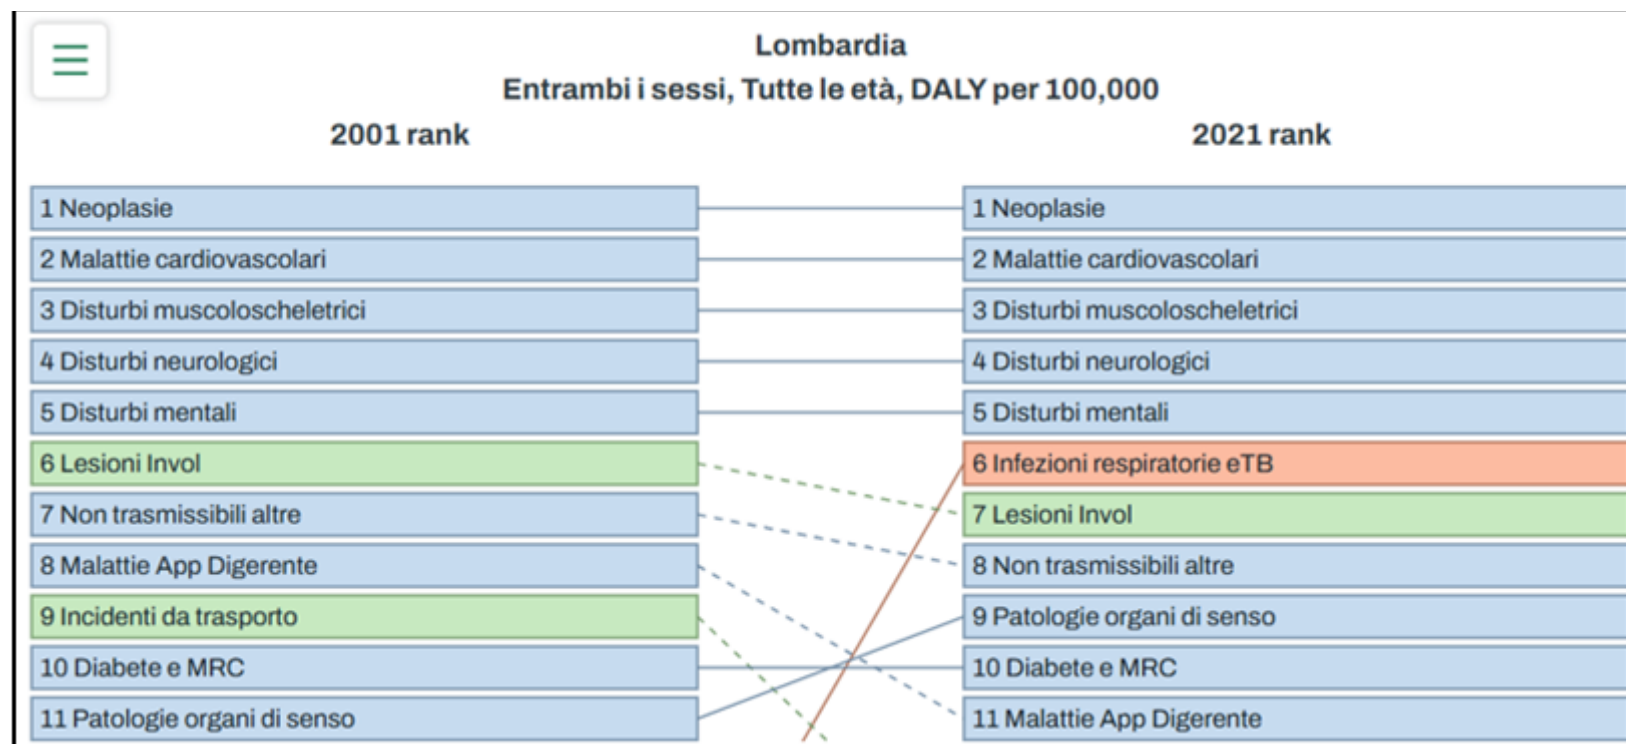 Lombardia
Entrambi i sessi, Tutte le età, DALY per 100,000
2001 rank
2021 rank
1 Neoplasie
2 Malattie cardiovascolari
3 Disturbi muscoloscheletrici
4 Disturbi neurologici
5 Disturbi mentali
6 Lesioni Invol
7 Non trasmissibili altre
8 Malattie App Digerente
9 Incidenti da trasporto
10 Diabete e MRC
11 Patologie organi di senso
1 Neoplasie
2 Malattie cardiovascolari
3 Disturbi muscoloscheletrici
4 Disturbi neurologici
5 Disturbi mentali
6 Infezioni respiratorie eTB
7 Lesioni Invol
8 Non trasmissibili altre
9 Patologie organi di senso
10 Diabete e MRC
11 Malattie App Digerente